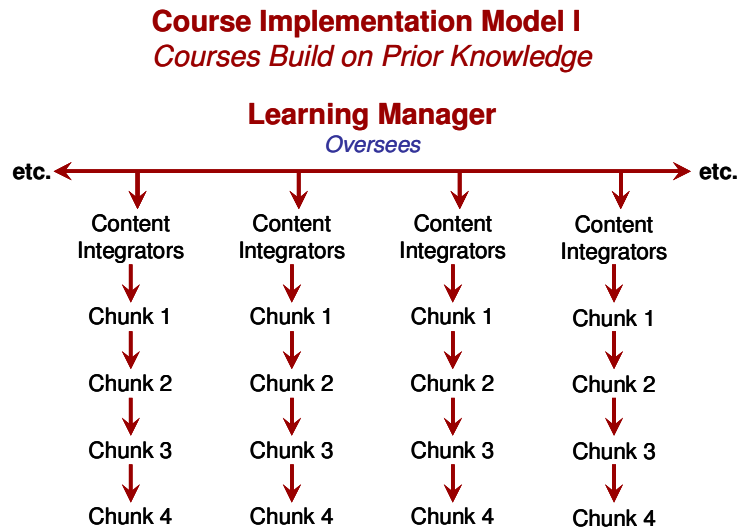 Course Implementation Model I
Courses Build on Prior Knowledge
Learning Manager
Oversees
etc. etc.
Content Content Content Content
Integrators Integrators Integrators Integrators
Chunk 1 Chunk 1 Chunk 1 Chunk 1
Chunk 2 Chunk 2 Chunk 2 Chunk 2
Chunk 3 Chunk 3 Chunk 3 Chunk 3
Chunk 4 Chunk 4 Chunk 4 Chunk 4